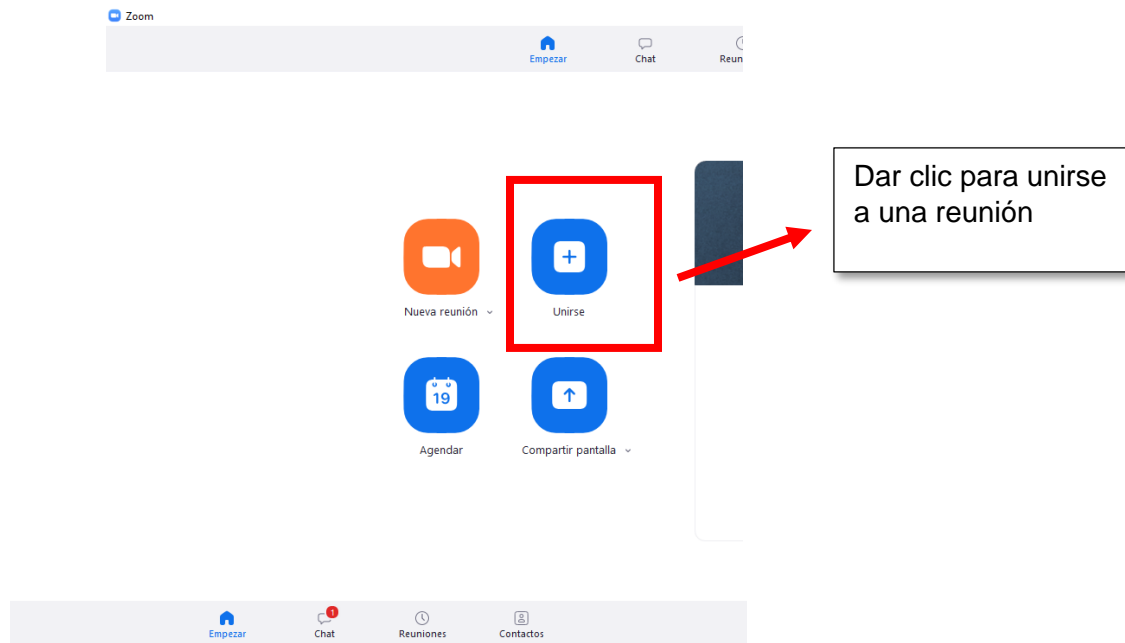 Zoom
Empezar
Chat
Reun
Dar clic para unirse
a una reunión
Nueva reunión
Unirse
19
Agendar
Compartir pantalla
1
Empezar
Chat
Reuniones
Contactos